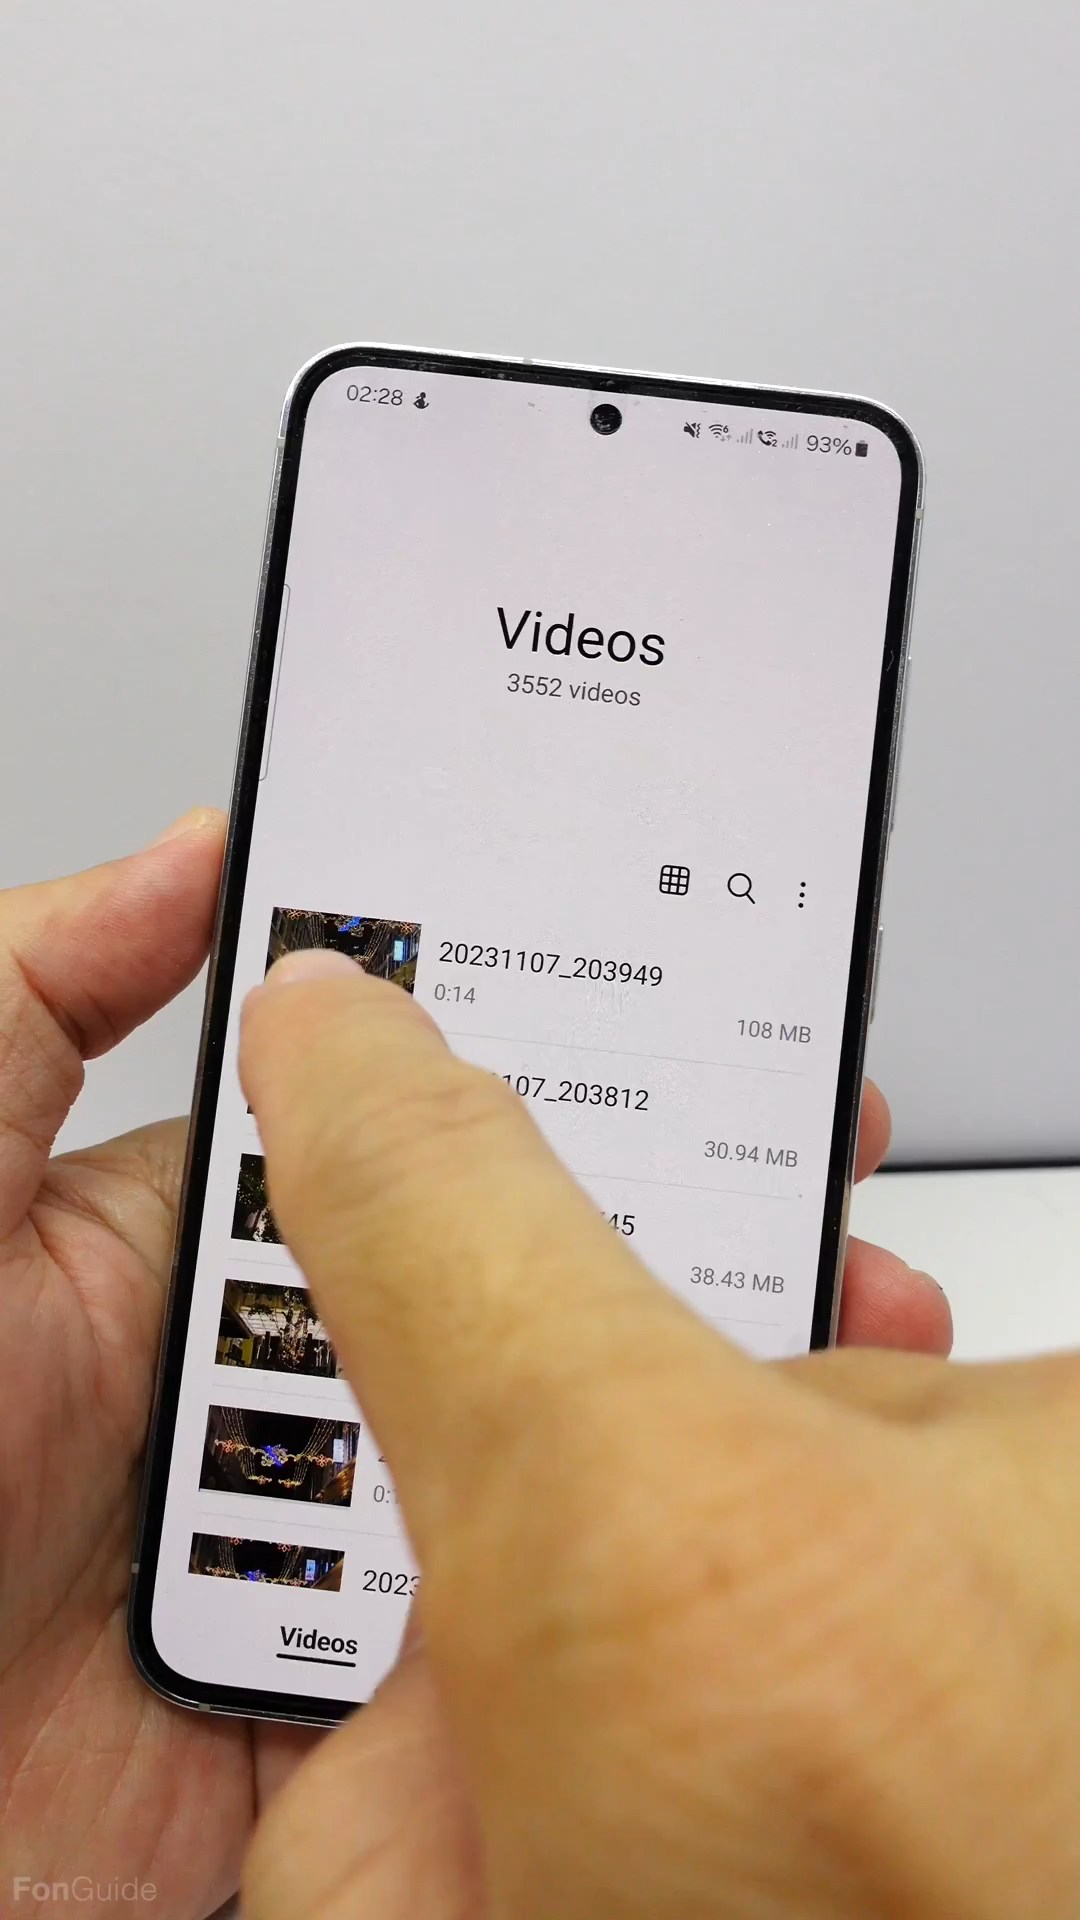 02:28
93%
Videos
3552 videos
20231107_203949
0:14
108 MB
107_203812
30.94 MB
45
38.43 MB
0:1
2023
Videos
FonGuide